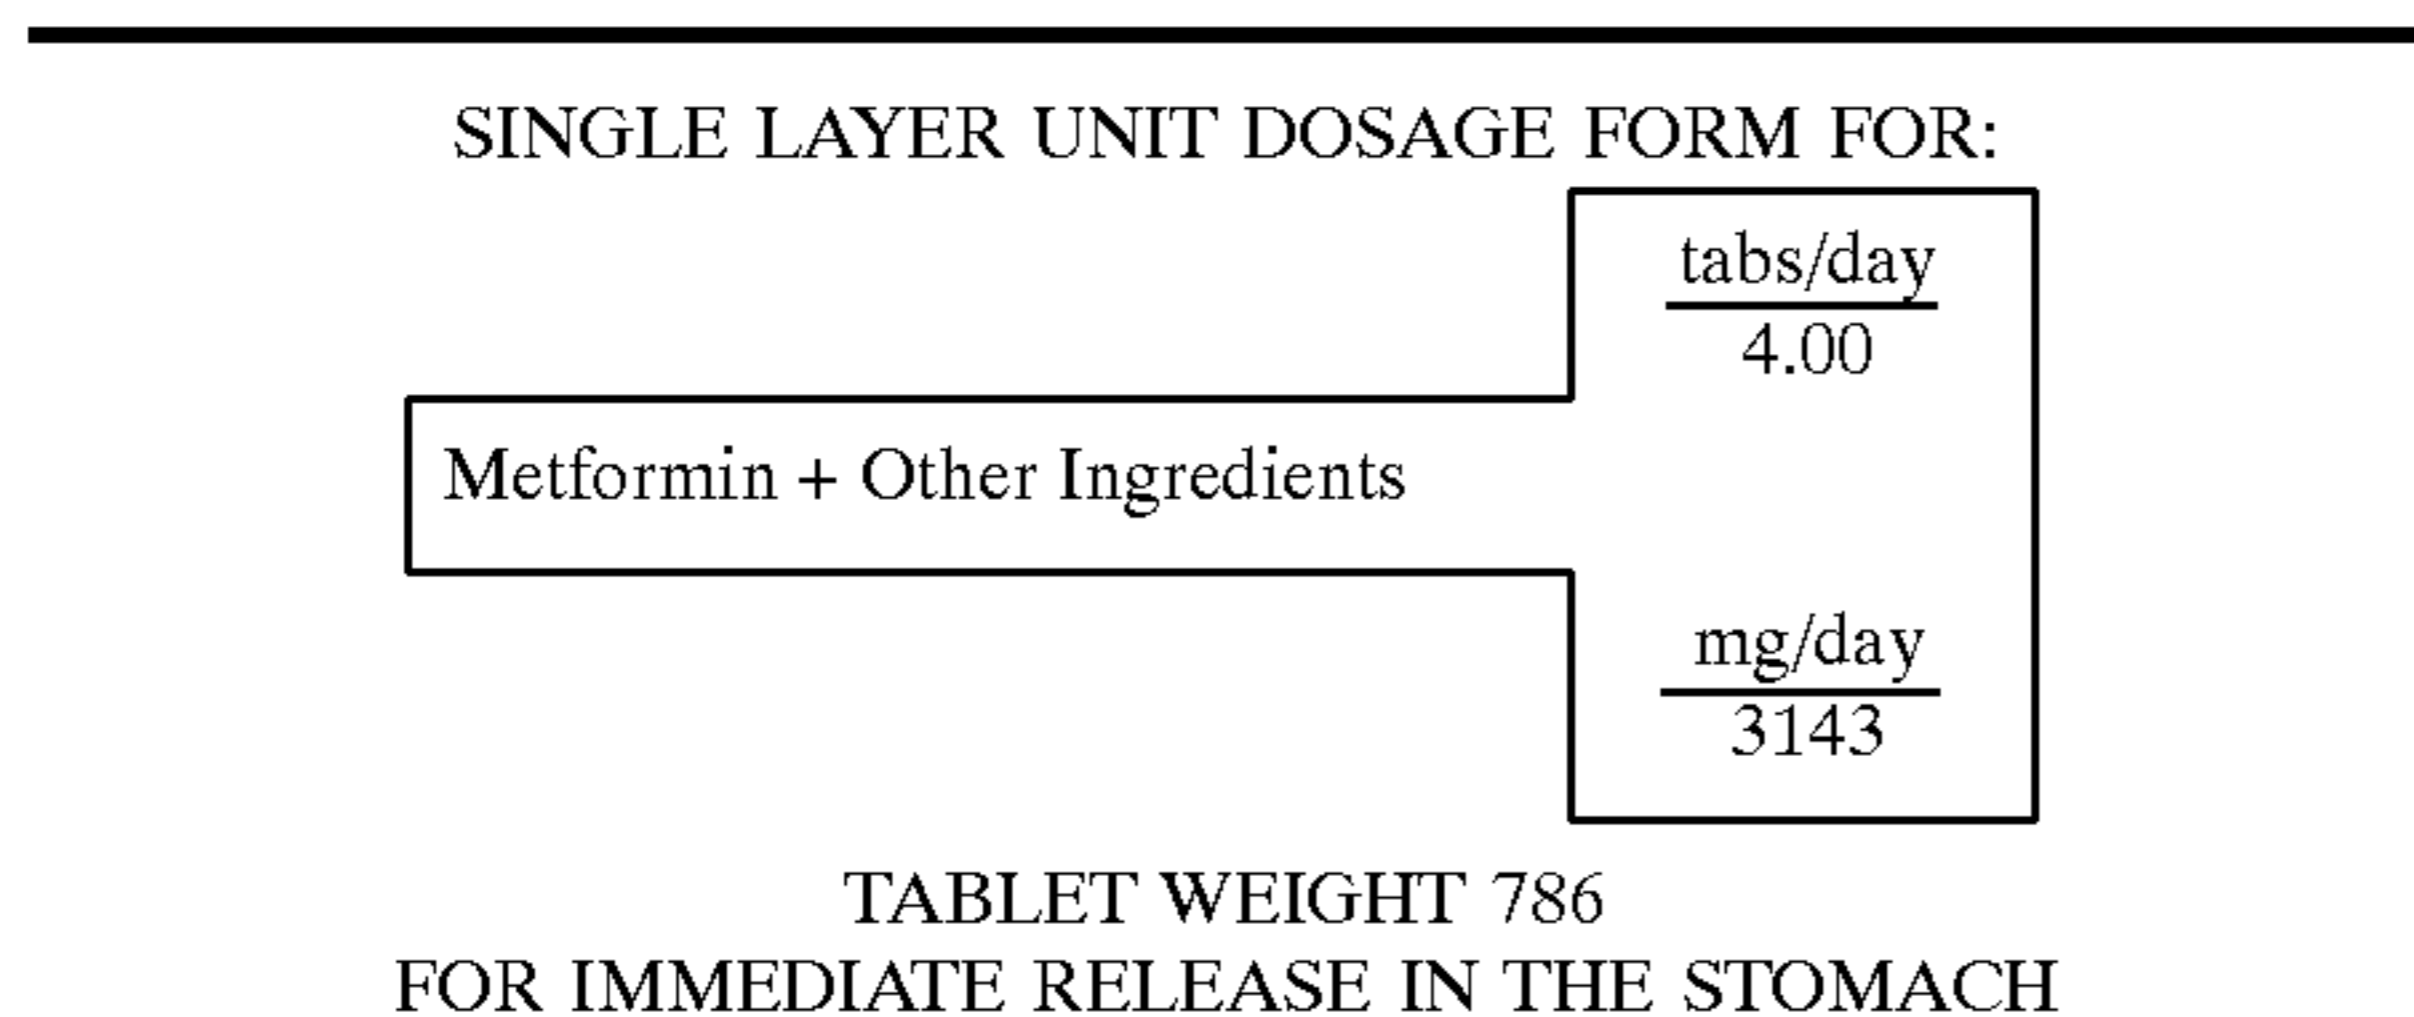 SINGLE LAYER UNIT DOSAGE FORM FOR:
tabs/day
4.00
Metformin + Other Ingredients
mg/day
3143
TABLET WEIGHT 786
FOR IMMEDIATE RELEASE IN THE STOMACH